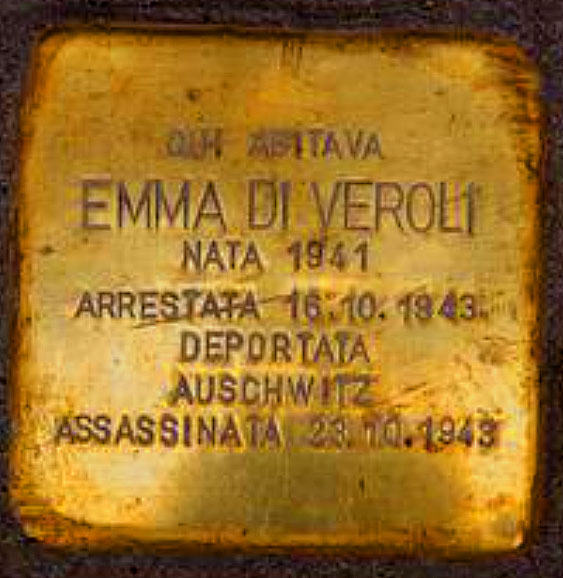 QUI ABITAVA
EMMA DI VEROLI
NATA 1941
ARRESTATA 16.10.1943
DEPORTATA
AUSCHWITZ
ASSASSINATA 23.10.1943